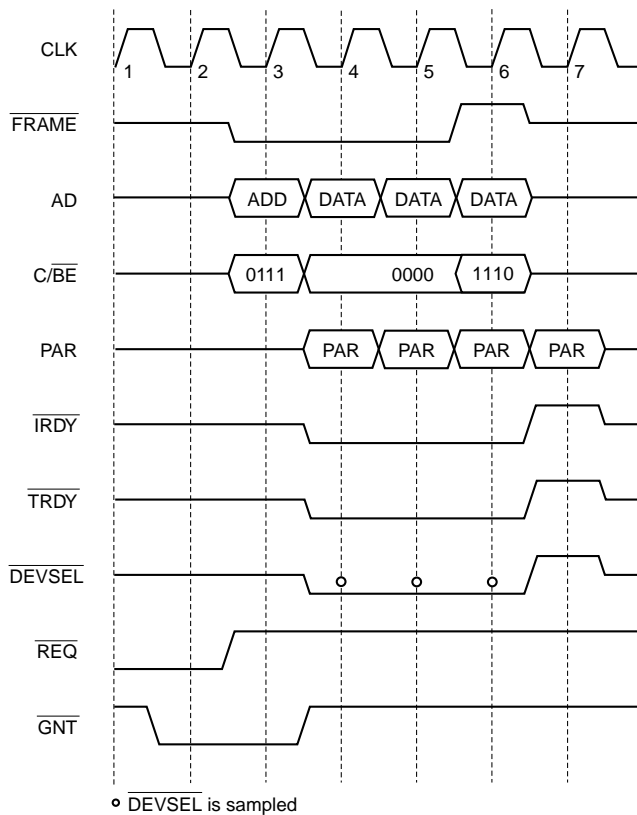 CLK
1 2 3 4 5 6 7
FRAME
AD ADD DATA DATA DATA
C/BE 0111 0000 1110
PAR PAR PAR PAR PAR
IRDY
TRDY
DEVSEL
REQ
GNT
DEVSEL is sampled